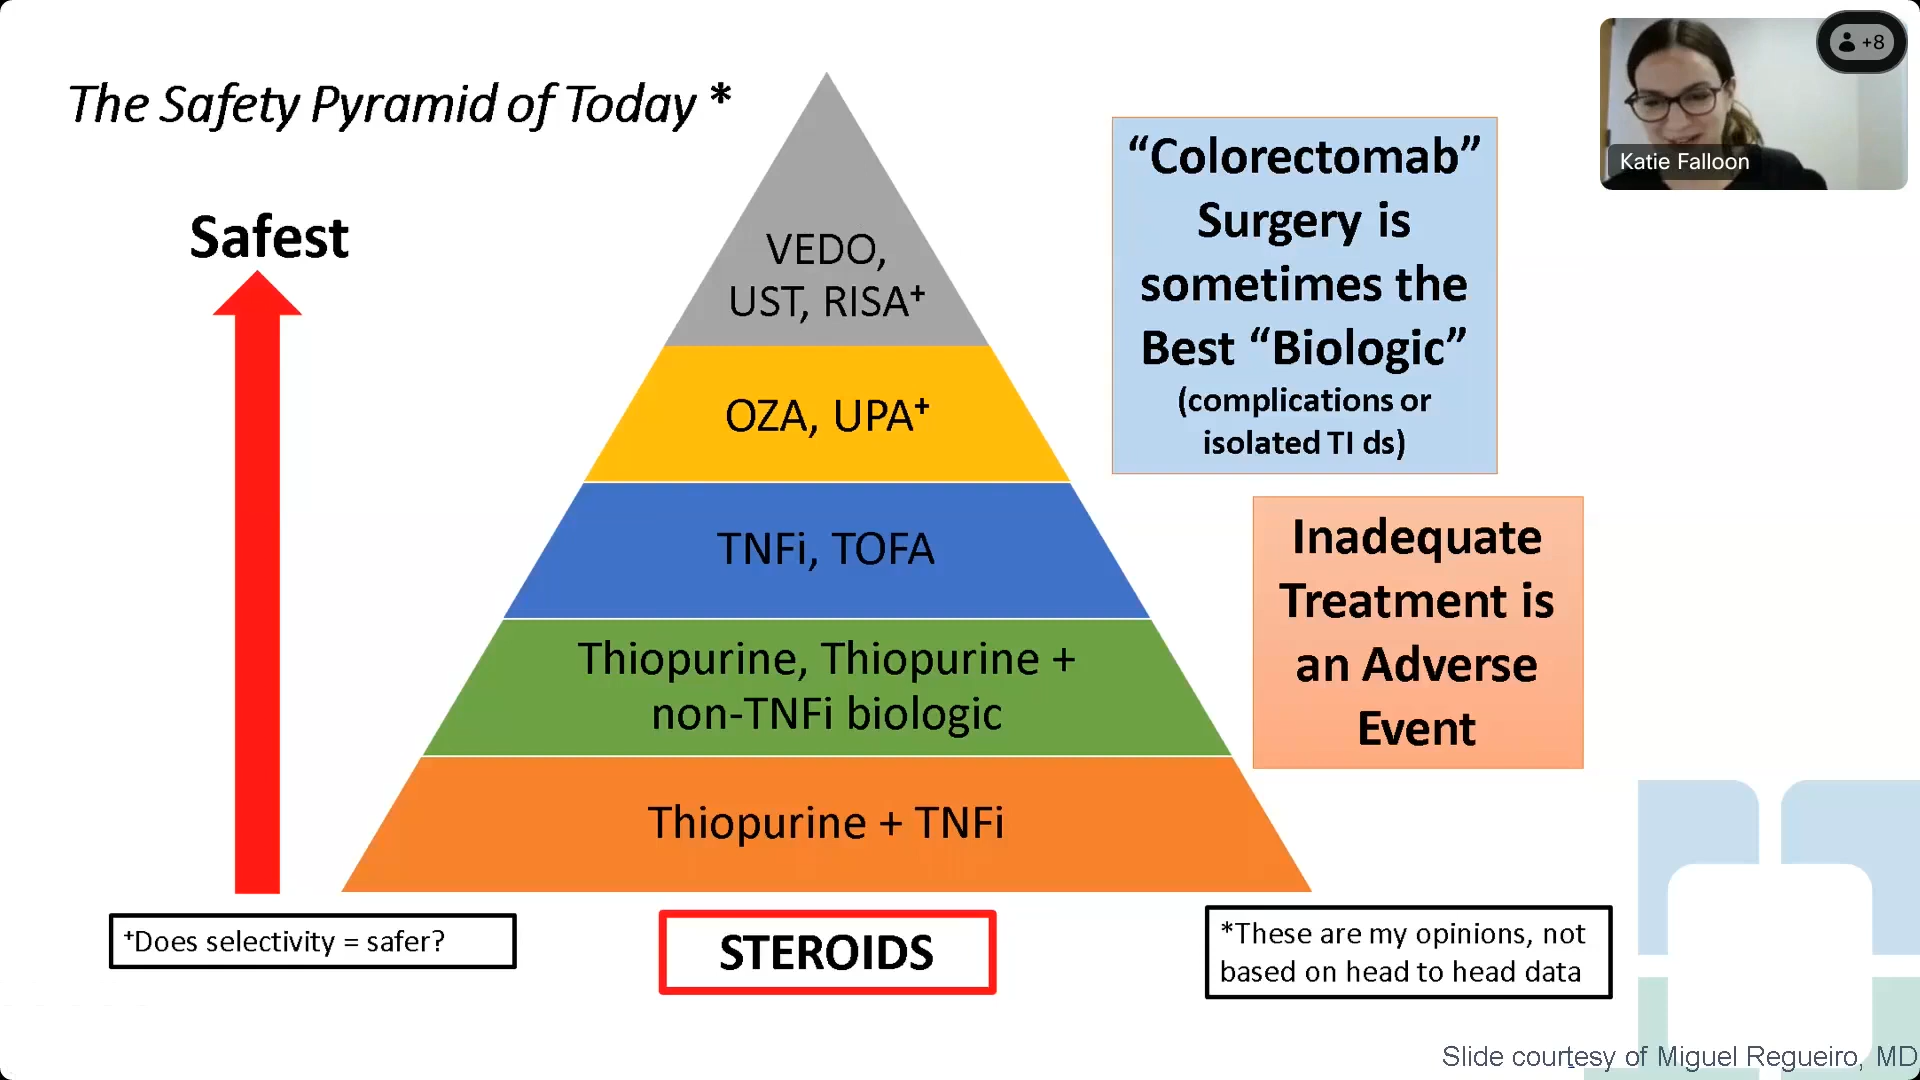 The Safety Pyramid of Today *
+8
Katie Falloon
Safest
VEDO,
UST, RISA⁺
OZA, UPA⁺
TNFi, TOFA
Thiopurine, Thiopurine +
non-TNFi biologic
Thiopurine + TNFi
“Colorectomab”
Surgery is
sometimes the
Best “Biologic”
(complications or
isolated TI ds)
Inadequate
Treatment is
an Adverse
Event
⁺Does selectivity = safer?
STEROIDS
*These are my opinions, not
based on head to head data
Slide courtesy of Miguel Regueiro, MD